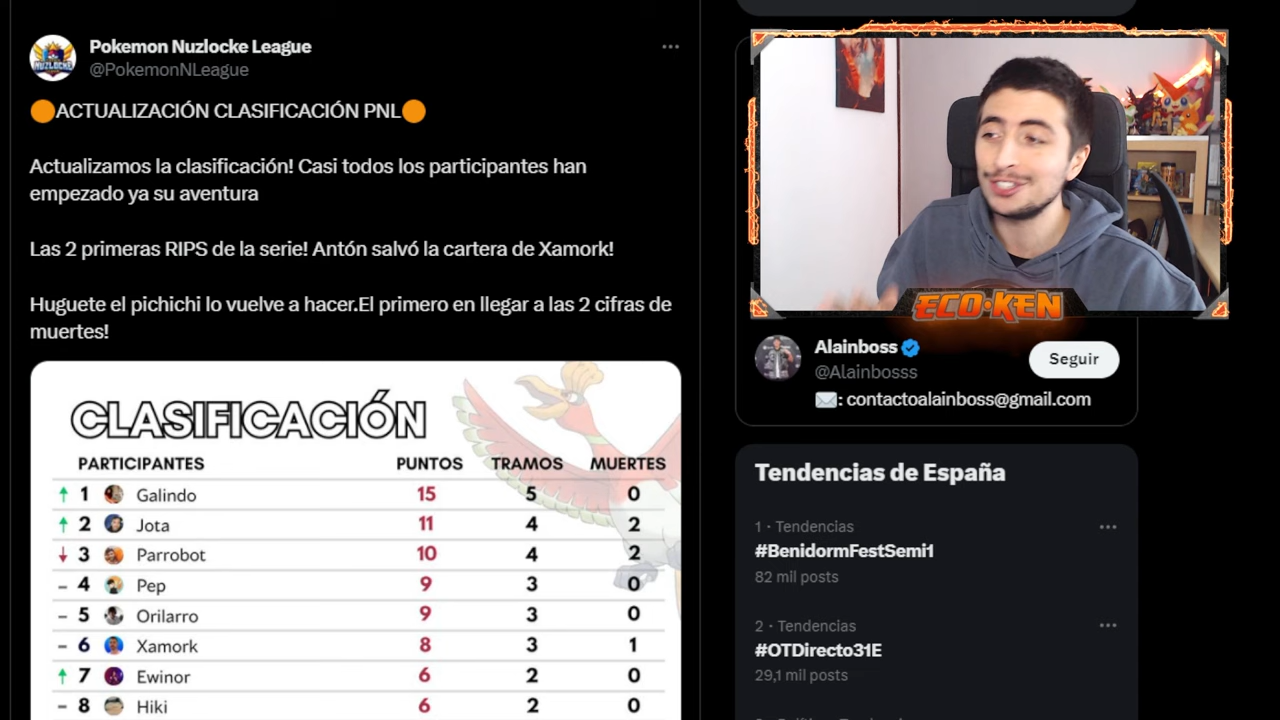 Pokemon Nuzlocke League
@PokemonNLeague
ACTUALIZACIÓN CLASIFICACIÓN PNL
Actualizamos la clasificación! Casi todos los participantes han
empezado ya su aventura
Las 2 primeras RIPS de la serie! Antón salvó la cartera de Xamork!
Huguete el pichichi lo vuelve a hacer.El primero en llegar a las 2 cifras de
muertes!
CLASIFICACIÓN
PARTICIPANTES PUNTOS TRAMOS MUERTES
1 Galindo 15 5 0
2 Jota 11 4 2
3 Parrobot 10 4 2
4 Pep 9 3 0
5 Orilarro 9 3 0
6 Xamork 8 3 1
7 Ewinor 6 2 0
8 Hiki 6 2 0
ECO-KEN
Alainboss
@Alainbosss
Seguir
: contactoalainboss@gmail.com
Tendencias de España
1 · Tendencias
#BenidormFestSemi1
82 mil posts
2 · Tendencias
#OTDirecto31E
29,1 mil posts